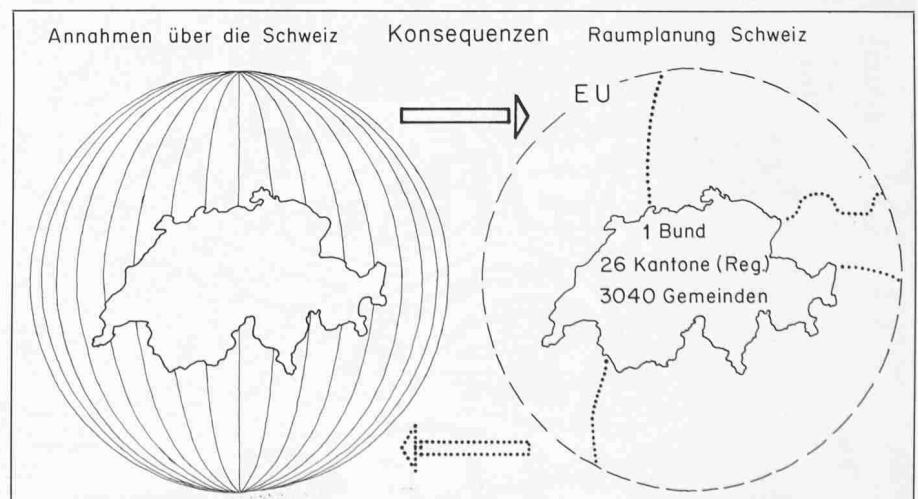 Annahmen über die Schweiz
Konsequenzen
Raumplanung Schweiz
EU
1 Bund
26 Kantone (Reg.)
3040 Gemeinden